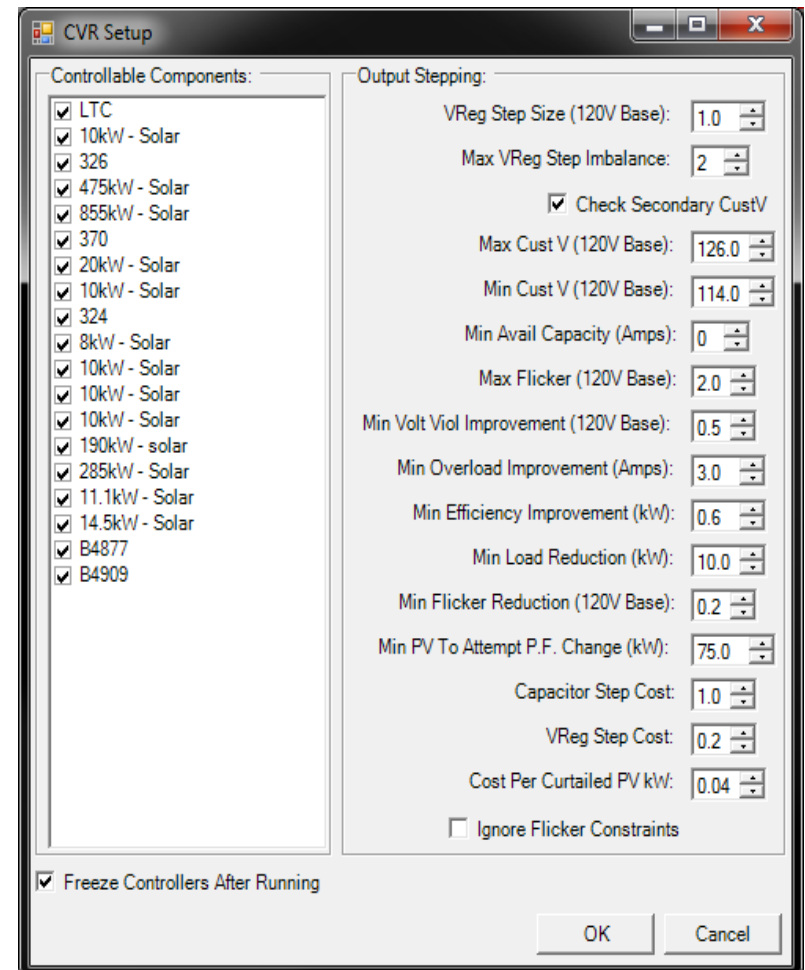 CVR Setup
Controllable Components:
LTC
10kW - Solar
326
475kW - Solar
855kW - Solar
370
20kW - Solar
10kW - Solar
324
8kW - Solar
10kW - Solar
10kW - Solar
10kW - Solar
190kW - solar
285kW - Solar
11.1kW - Solar
14.5kW - Solar
B4877
B4909
Output Stepping:
VReg Step Size (120V Base): 1.0
Max VReg Step Imbalance: 2
Check Secondary CustV
Max Cust V (120V Base): 126.0
Min Cust V (120V Base): 114.0
Min Avail Capacity (Amps): 0
Max Flicker (120V Base): 2.0
Min Volt Viol Improvement (120V Base): 0.5
Min Overload Improvement (Amps): 3.0
Min Efficiency Improvement (kW): 0.6
Min Load Reduction (kW): 10.0
Min Flicker Reduction (120V Base): 0.2
Min PV To Attempt P.F. Change (kW): 75.0
Capacitor Step Cost: 1.0
VReg Step Cost: 0.2
Cost Per Curtailed PV kW: 0.04
Ignore Flicker Constraints
Freeze Controllers After Running
OK Cancel